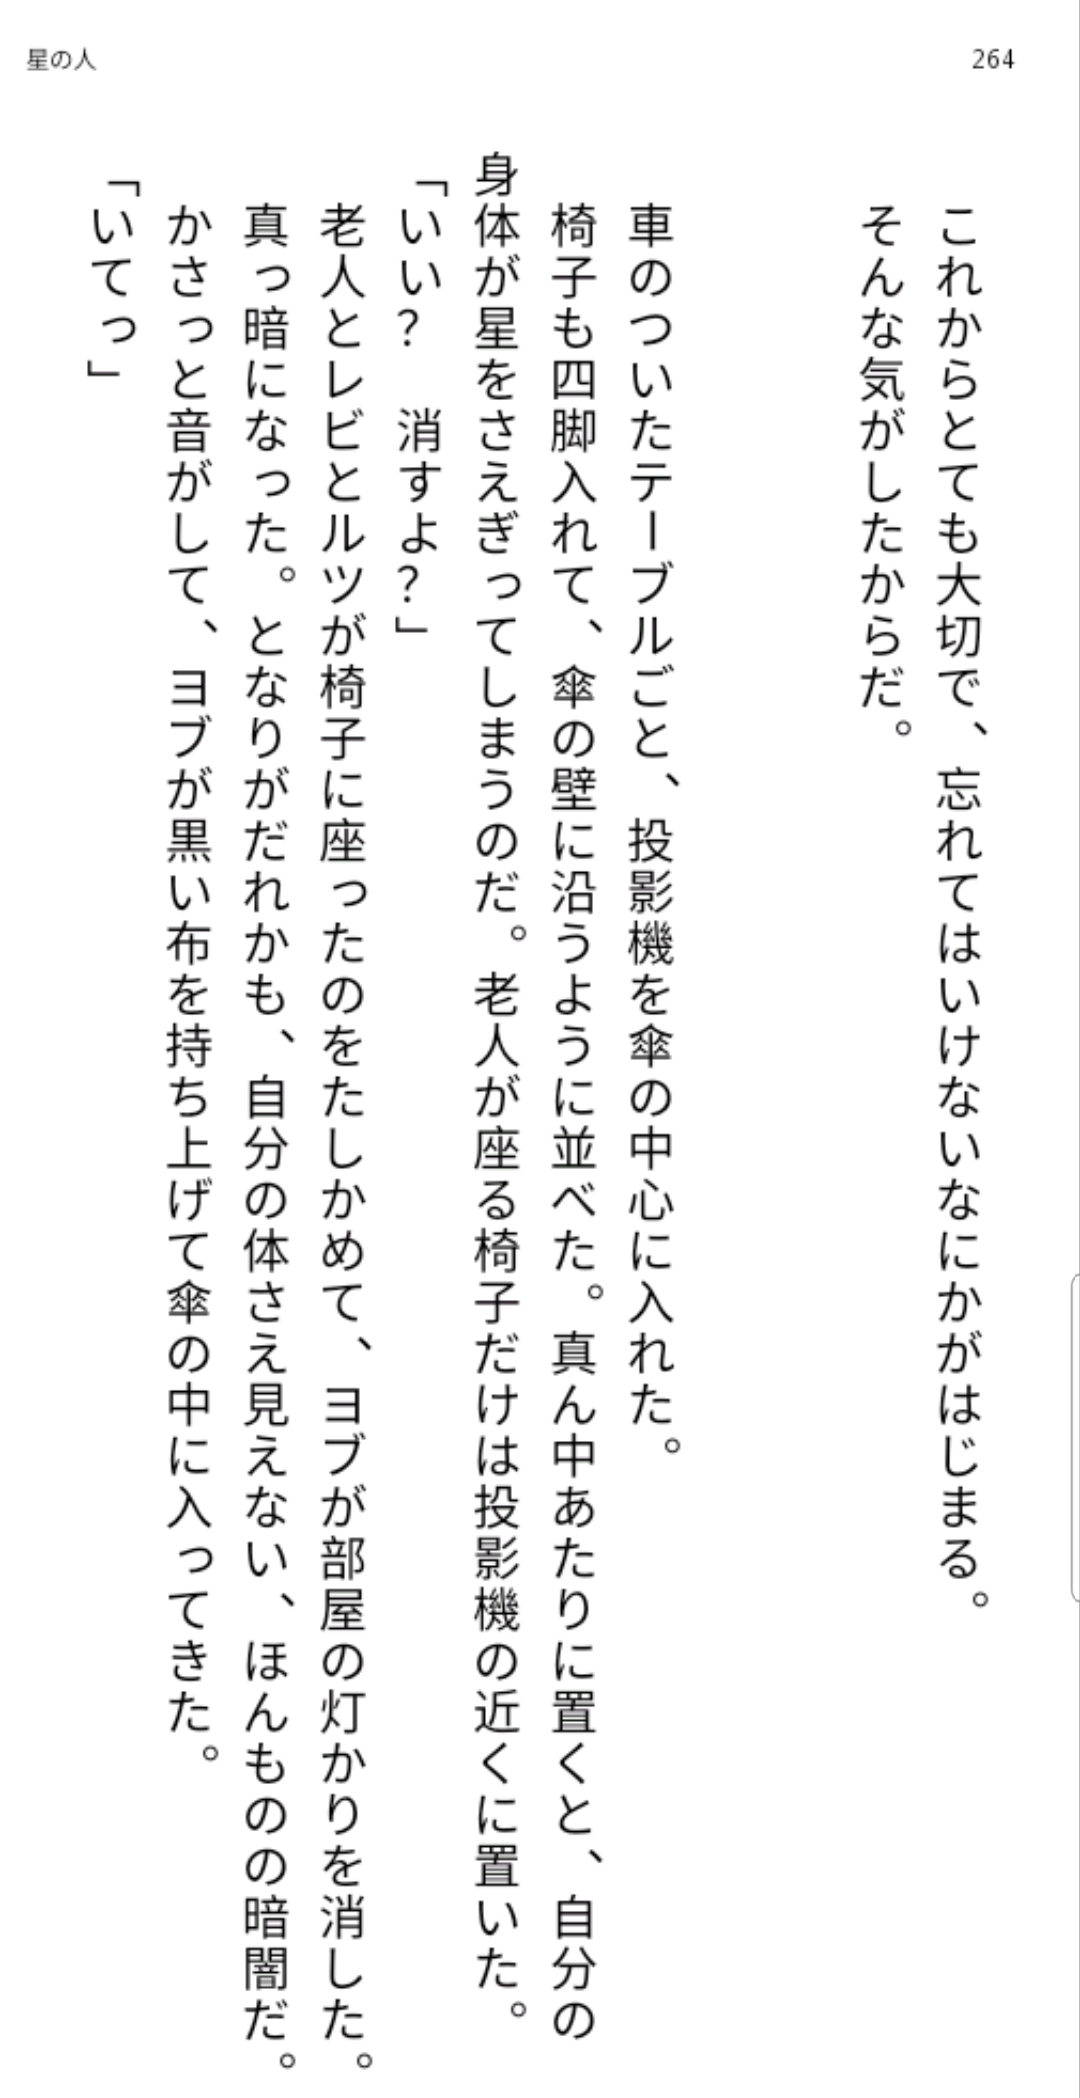 星の人
264
これからとても大切で、忘れてはいけないなにかがはじまる。
そんな気がしたからだ。
車のついたテーブルごと、投影機を傘の中心に入れた。
椅子も四脚入れて、傘の壁に沿うように並べた。真ん中あたりに置くと、自分の
身体が星をさえぎってしまうのだ。老人が座る椅子だけは投影機の近くに置いた。
「いい？　消すよ？」
老人とレビとルツが椅子に座ったのをたしかめて、ヨブが部屋の灯かりを消した。
真っ暗になった。となりがだれかも、自分の体さえ見えない、ほんものの暗闇だ。
かさっと音がして、ヨブが黒い布を持ち上げて傘の中に入ってきた。
「いてっ」